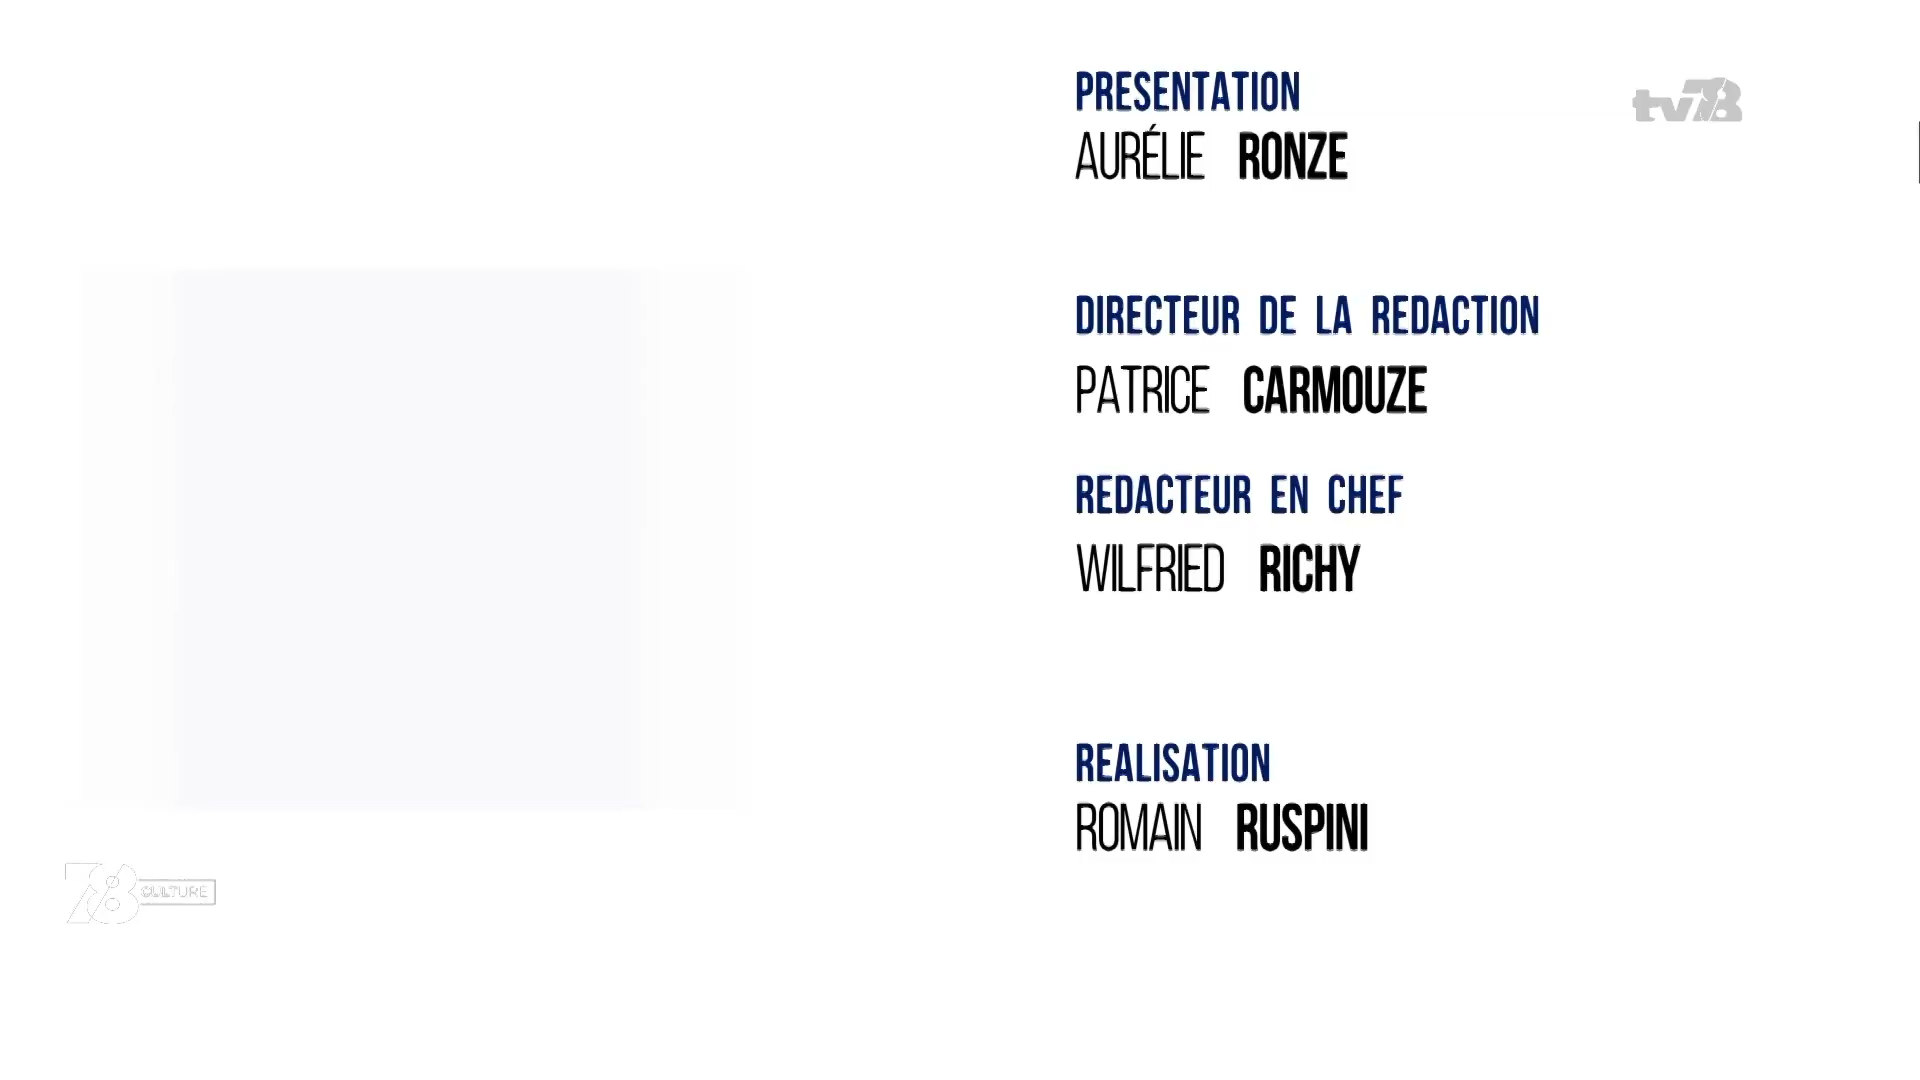 PRESENTATION
AURÉLIE RONZE
tv78
DIRECTEUR DE LA REDACTION
PATRICE CARMOUZE
REDACTEUR EN CHEF
WILFRIED RICHY
REALISATION
ROMAIN RUSPINI
78 CULTURE